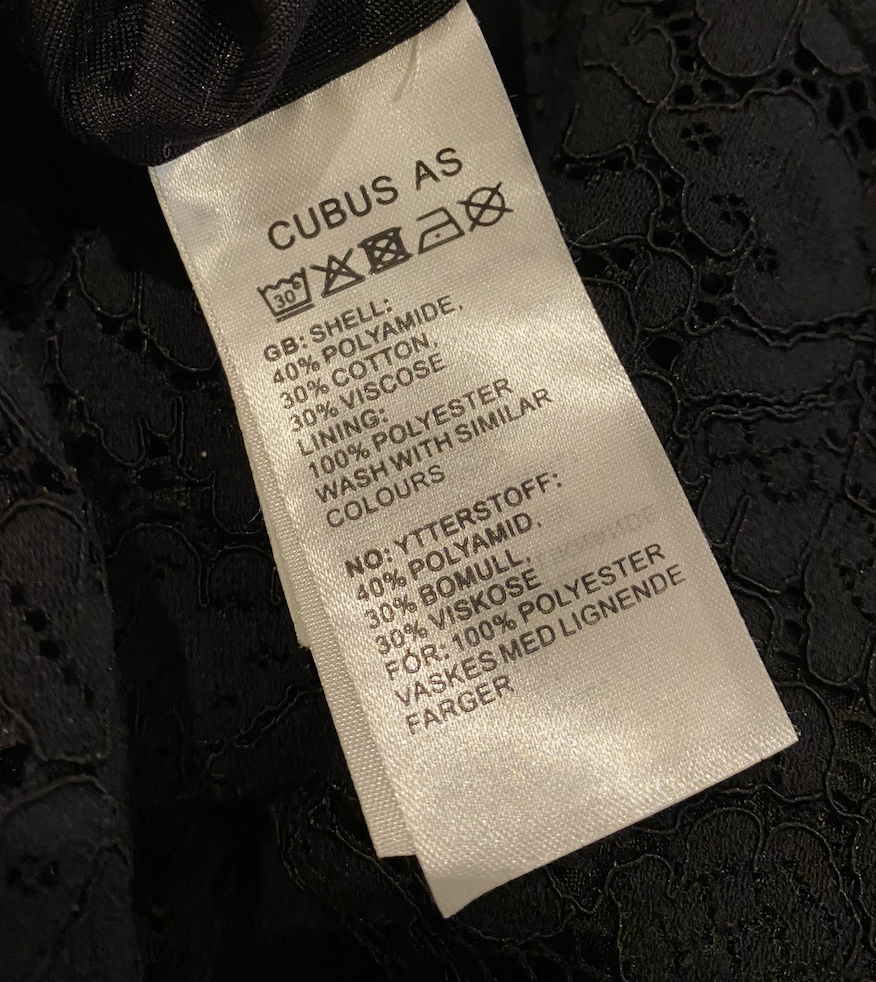 CUBUS AS
30°
GB: SHELL:
40% POLYAMIDE,
30% COTTON,
30% VISCOSE
LINING:
100% POLYESTER
WASH WITH SIMILAR
COLOURS
NO: YTTERSTOFF:
40% POLYAMID,
30% BOMULL,
30% VISKOSE
FÓR: 100% POLYESTER
VASKES MED LIGNENDE
FARGER